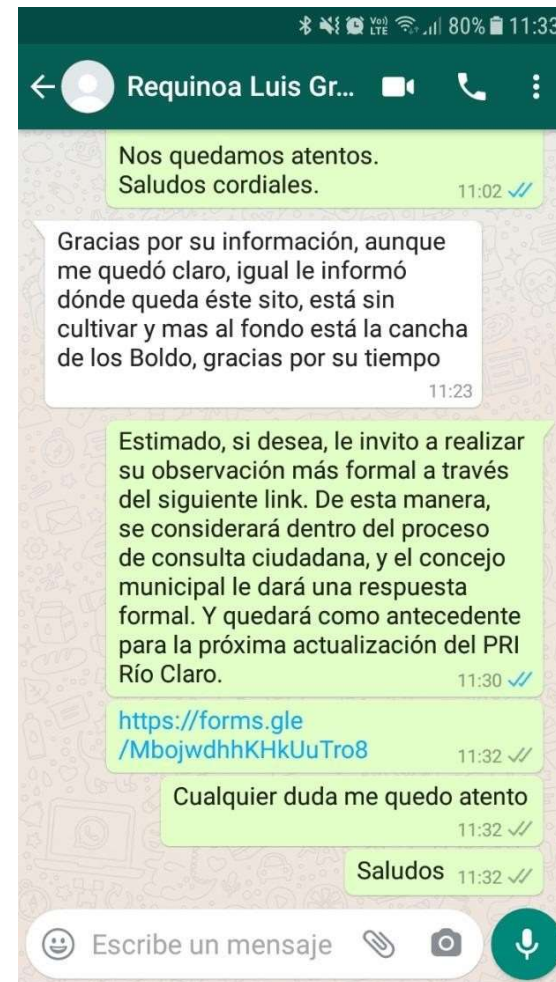 Vo)) LTE 80% 11:33
Requinoa Luis Gr...
Nos quedamos atentos.
Saludos cordiales.
11:02
Gracias por su información, aunque
me quedó claro, igual le informó
dónde queda éste sito, está sin
cultivar y mas al fondo está la cancha
de los Boldo, gracias por su tiempo
11:23
Estimado, si desea, le invito a realizar
su observación más formal a través
del siguiente link. De esta manera,
se considerará dentro del proceso
de consulta ciudadana, y el concejo
municipal le dará una respuesta
formal. Y quedará como antecedente
para la próxima actualización del PRI
Río Claro.
11:30
https://forms.gle
/MbojwdhhKHkUuTro8
11:32
Cualquier duda me quedo atento
11:32
Saludos 11:32
Escribe un mensaje